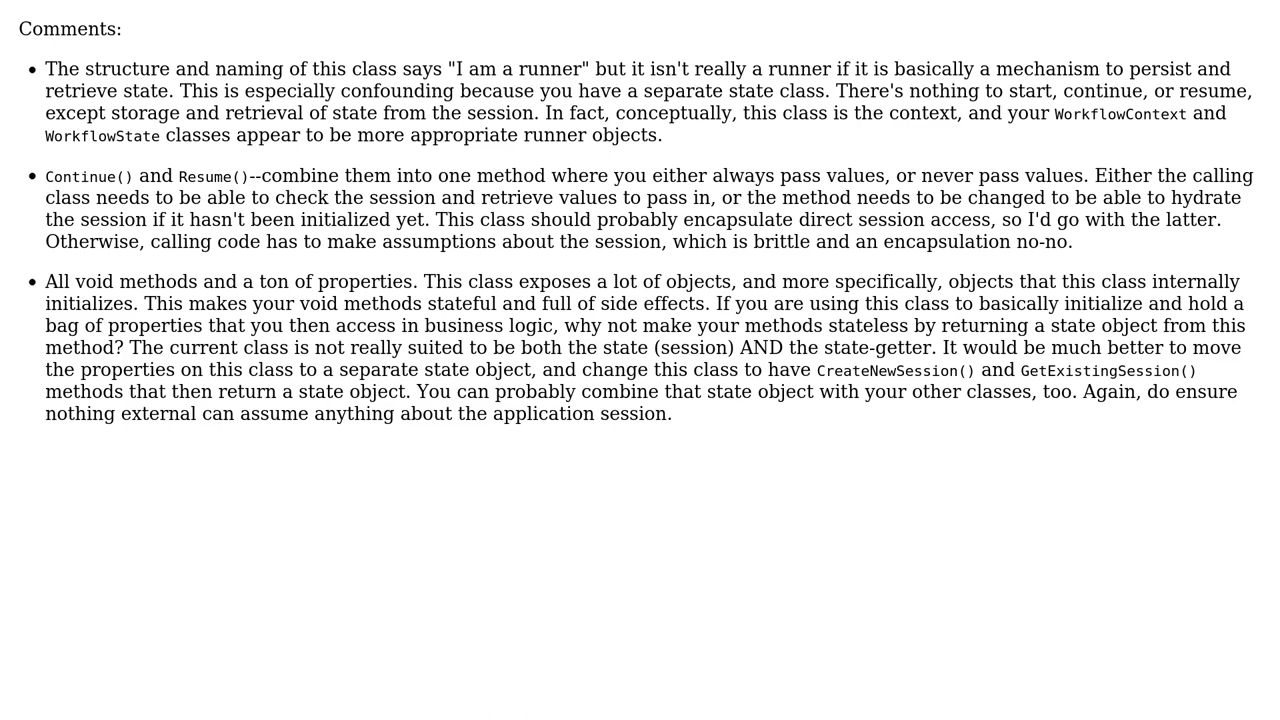 Comments:
The structure and naming of this class says "I am a runner" but it isn't really a runner if it is basically a mechanism to persist and
retrieve state. This is especially confounding because you have a separate state class. There's nothing to start, continue, or resume,
except storage and retrieval of state from the session. In fact, conceptually, this class is the context, and your WorkflowContext and
WorkflowState classes appear to be more appropriate runner objects.
Continue() and Resume()--combine them into one method where you either always pass values, or never pass values. Either the calling
class needs to be able to check the session and retrieve values to pass in, or the method needs to be changed to be able to hydrate
the session if it hasn't been initialized yet. This class should probably encapsulate direct session access, so I'd go with the latter.
Otherwise, calling code has to make assumptions about the session, which is brittle and an encapsulation no-no.
All void methods and a ton of properties. This class exposes a lot of objects, and more specifically, objects that this class internally
initializes. This makes your void methods stateful and full of side effects. If you are using this class to basically initialize and hold a
bag of properties that you then access in business logic, why not make your methods stateless by returning a state object from this
method? The current class is not really suited to be both the state (session) AND the state-getter. It would be much better to move
the properties on this class to a separate state object, and change this class to have CreateNewSession() and GetExistingSession()
methods that then return a state object. You can probably combine that state object with your other classes, too. Again, do ensure
nothing external can assume anything about the application session.